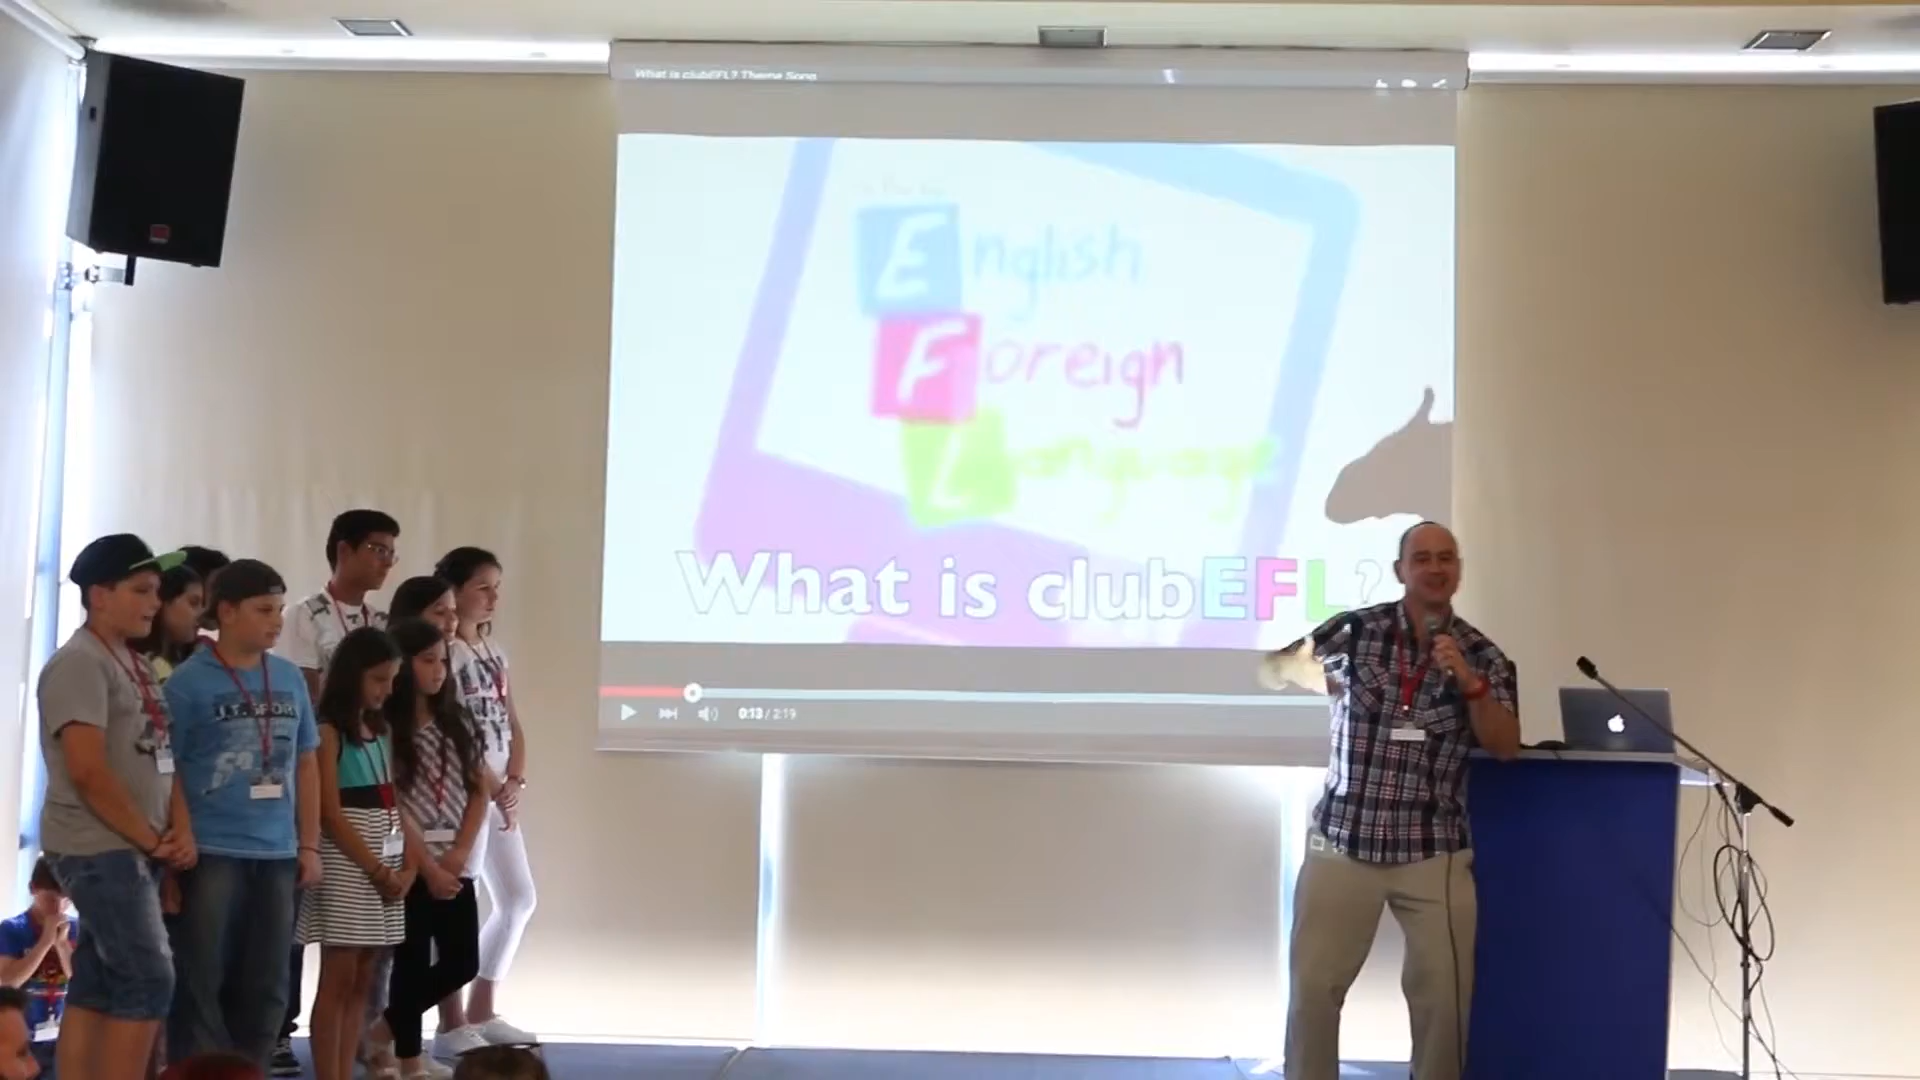 What is clubEFL? Theme Song
English
Foreign
Language
What is clubEFL?
0:13 / 2:19